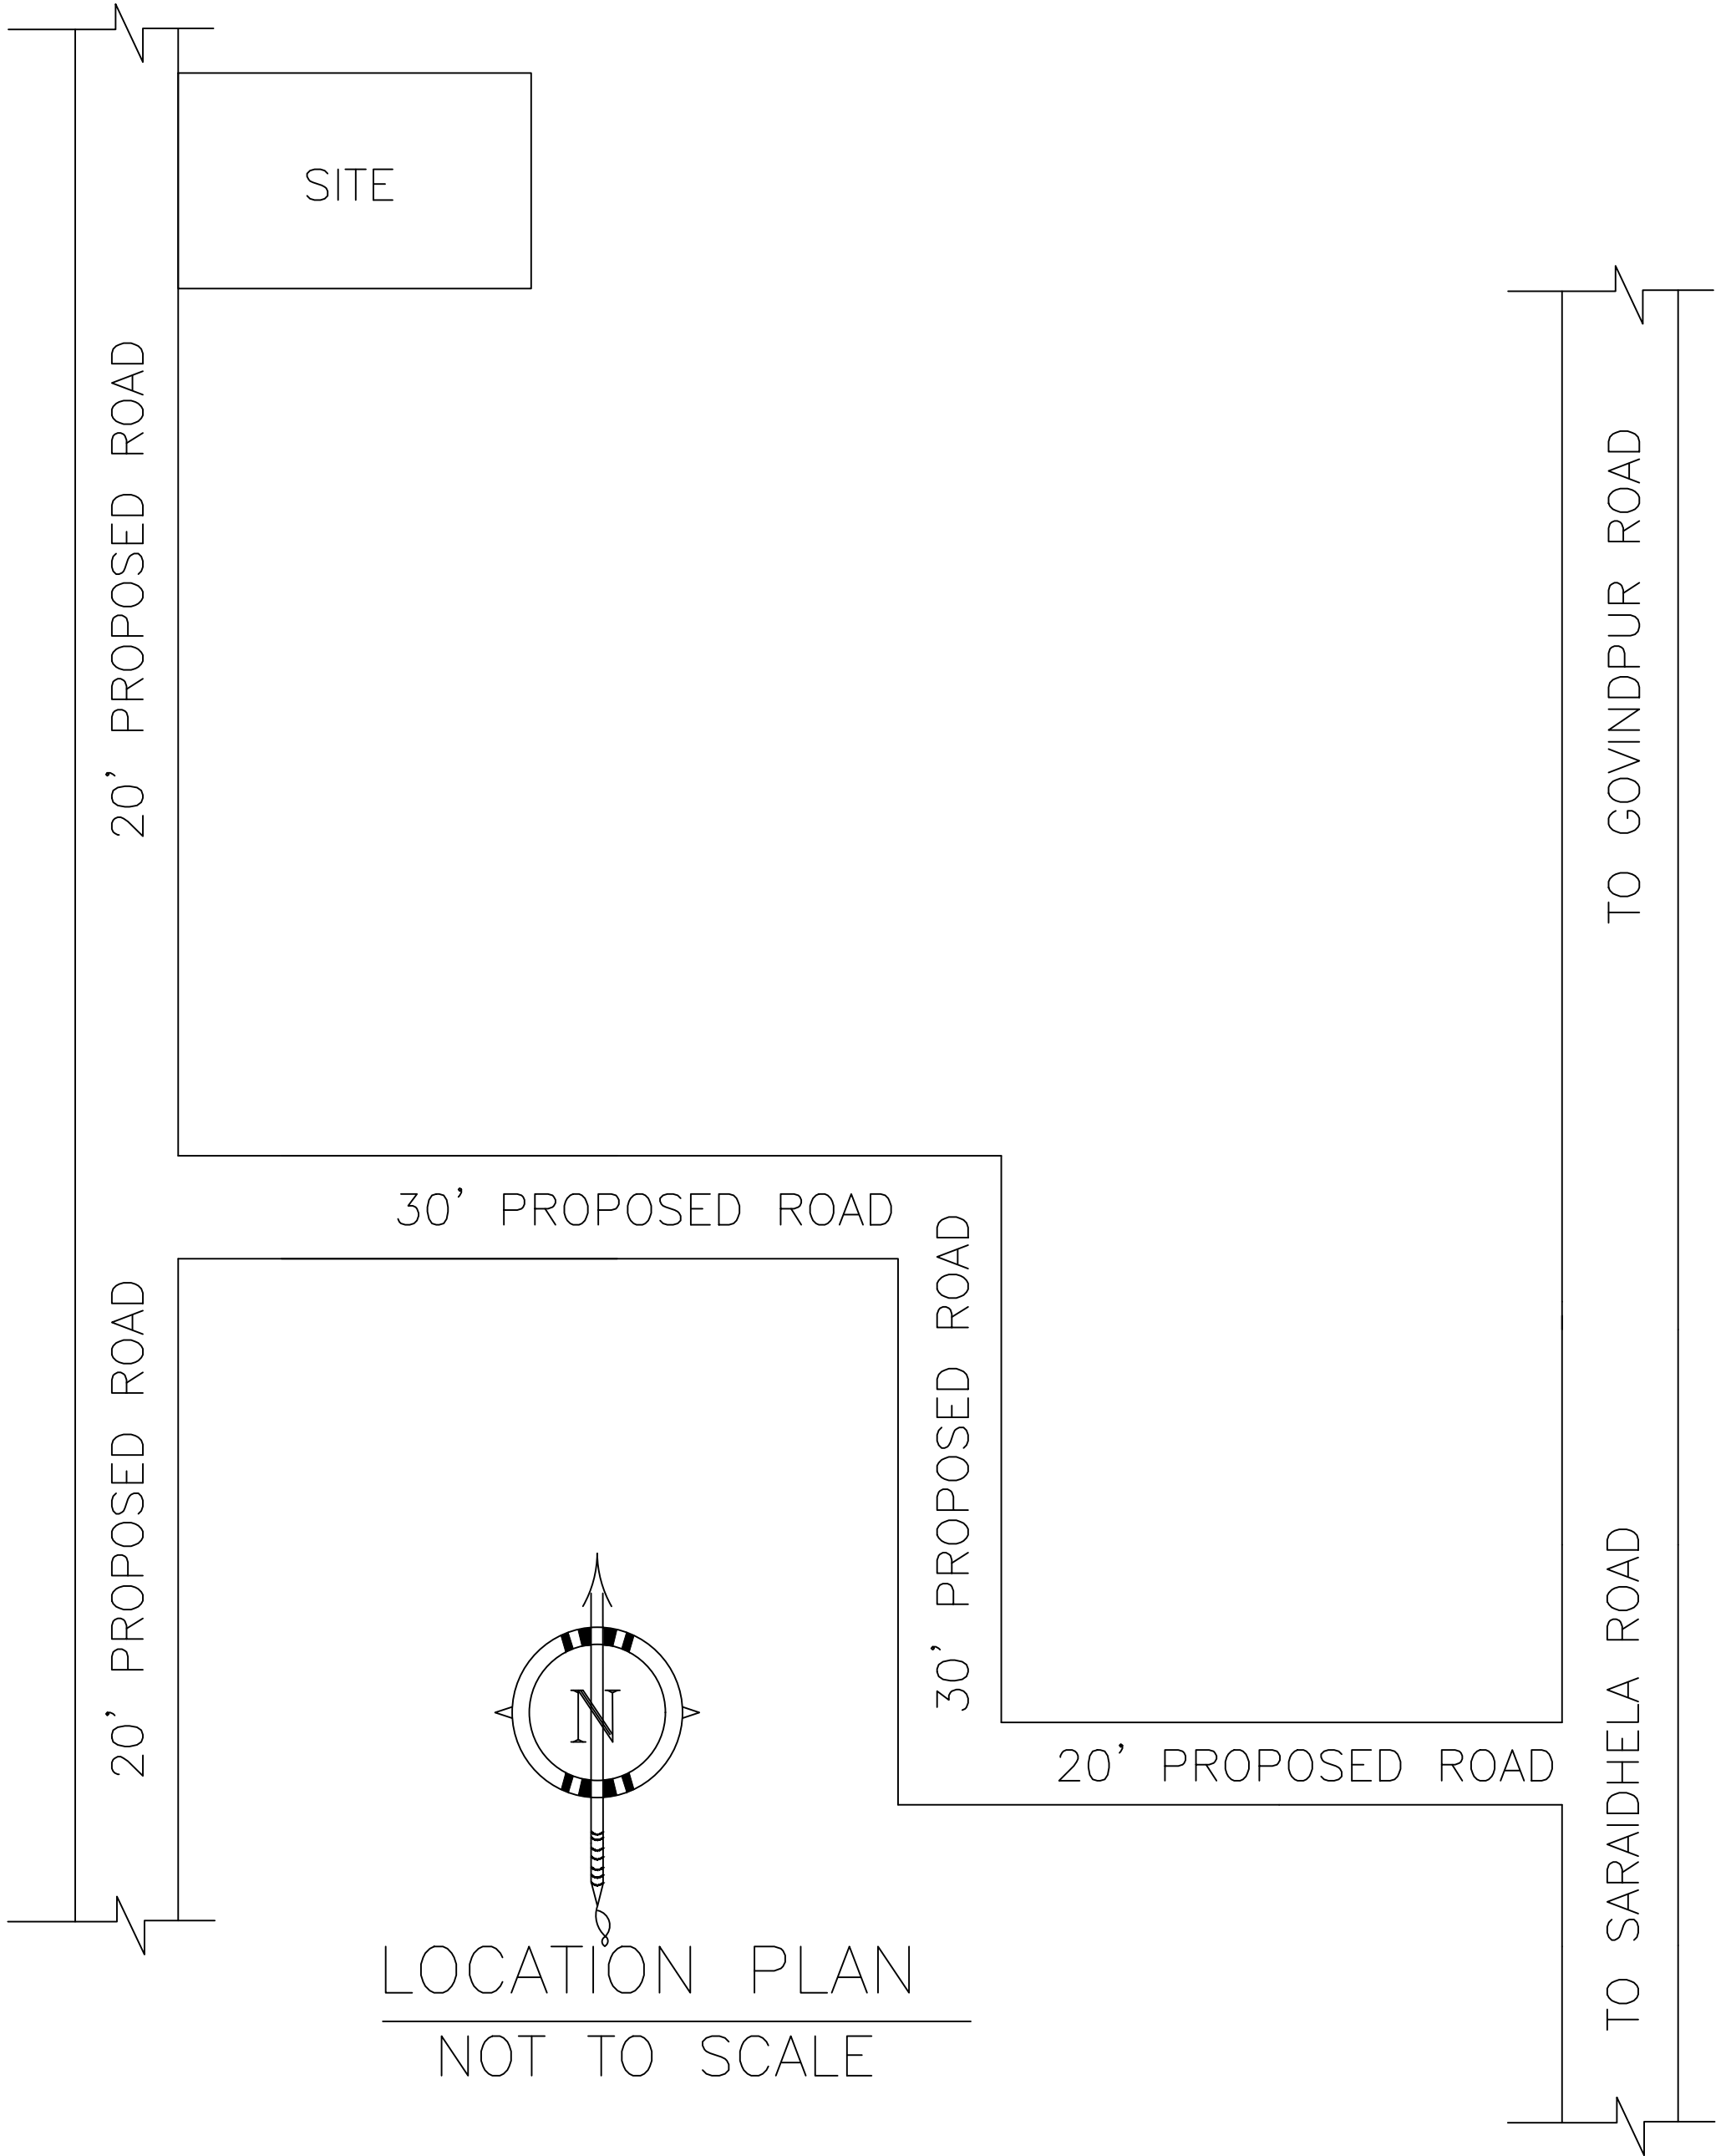 SITE
20' PROPOSED ROAD
TO GOVINDPUR ROAD
30' PROPOSED ROAD
30' PROPOSED ROAD
20' PROPOSED ROAD
20' PROPOSED ROAD
TO SARAIDHELA ROAD
N
LOCATION PLAN
NOT TO SCALE